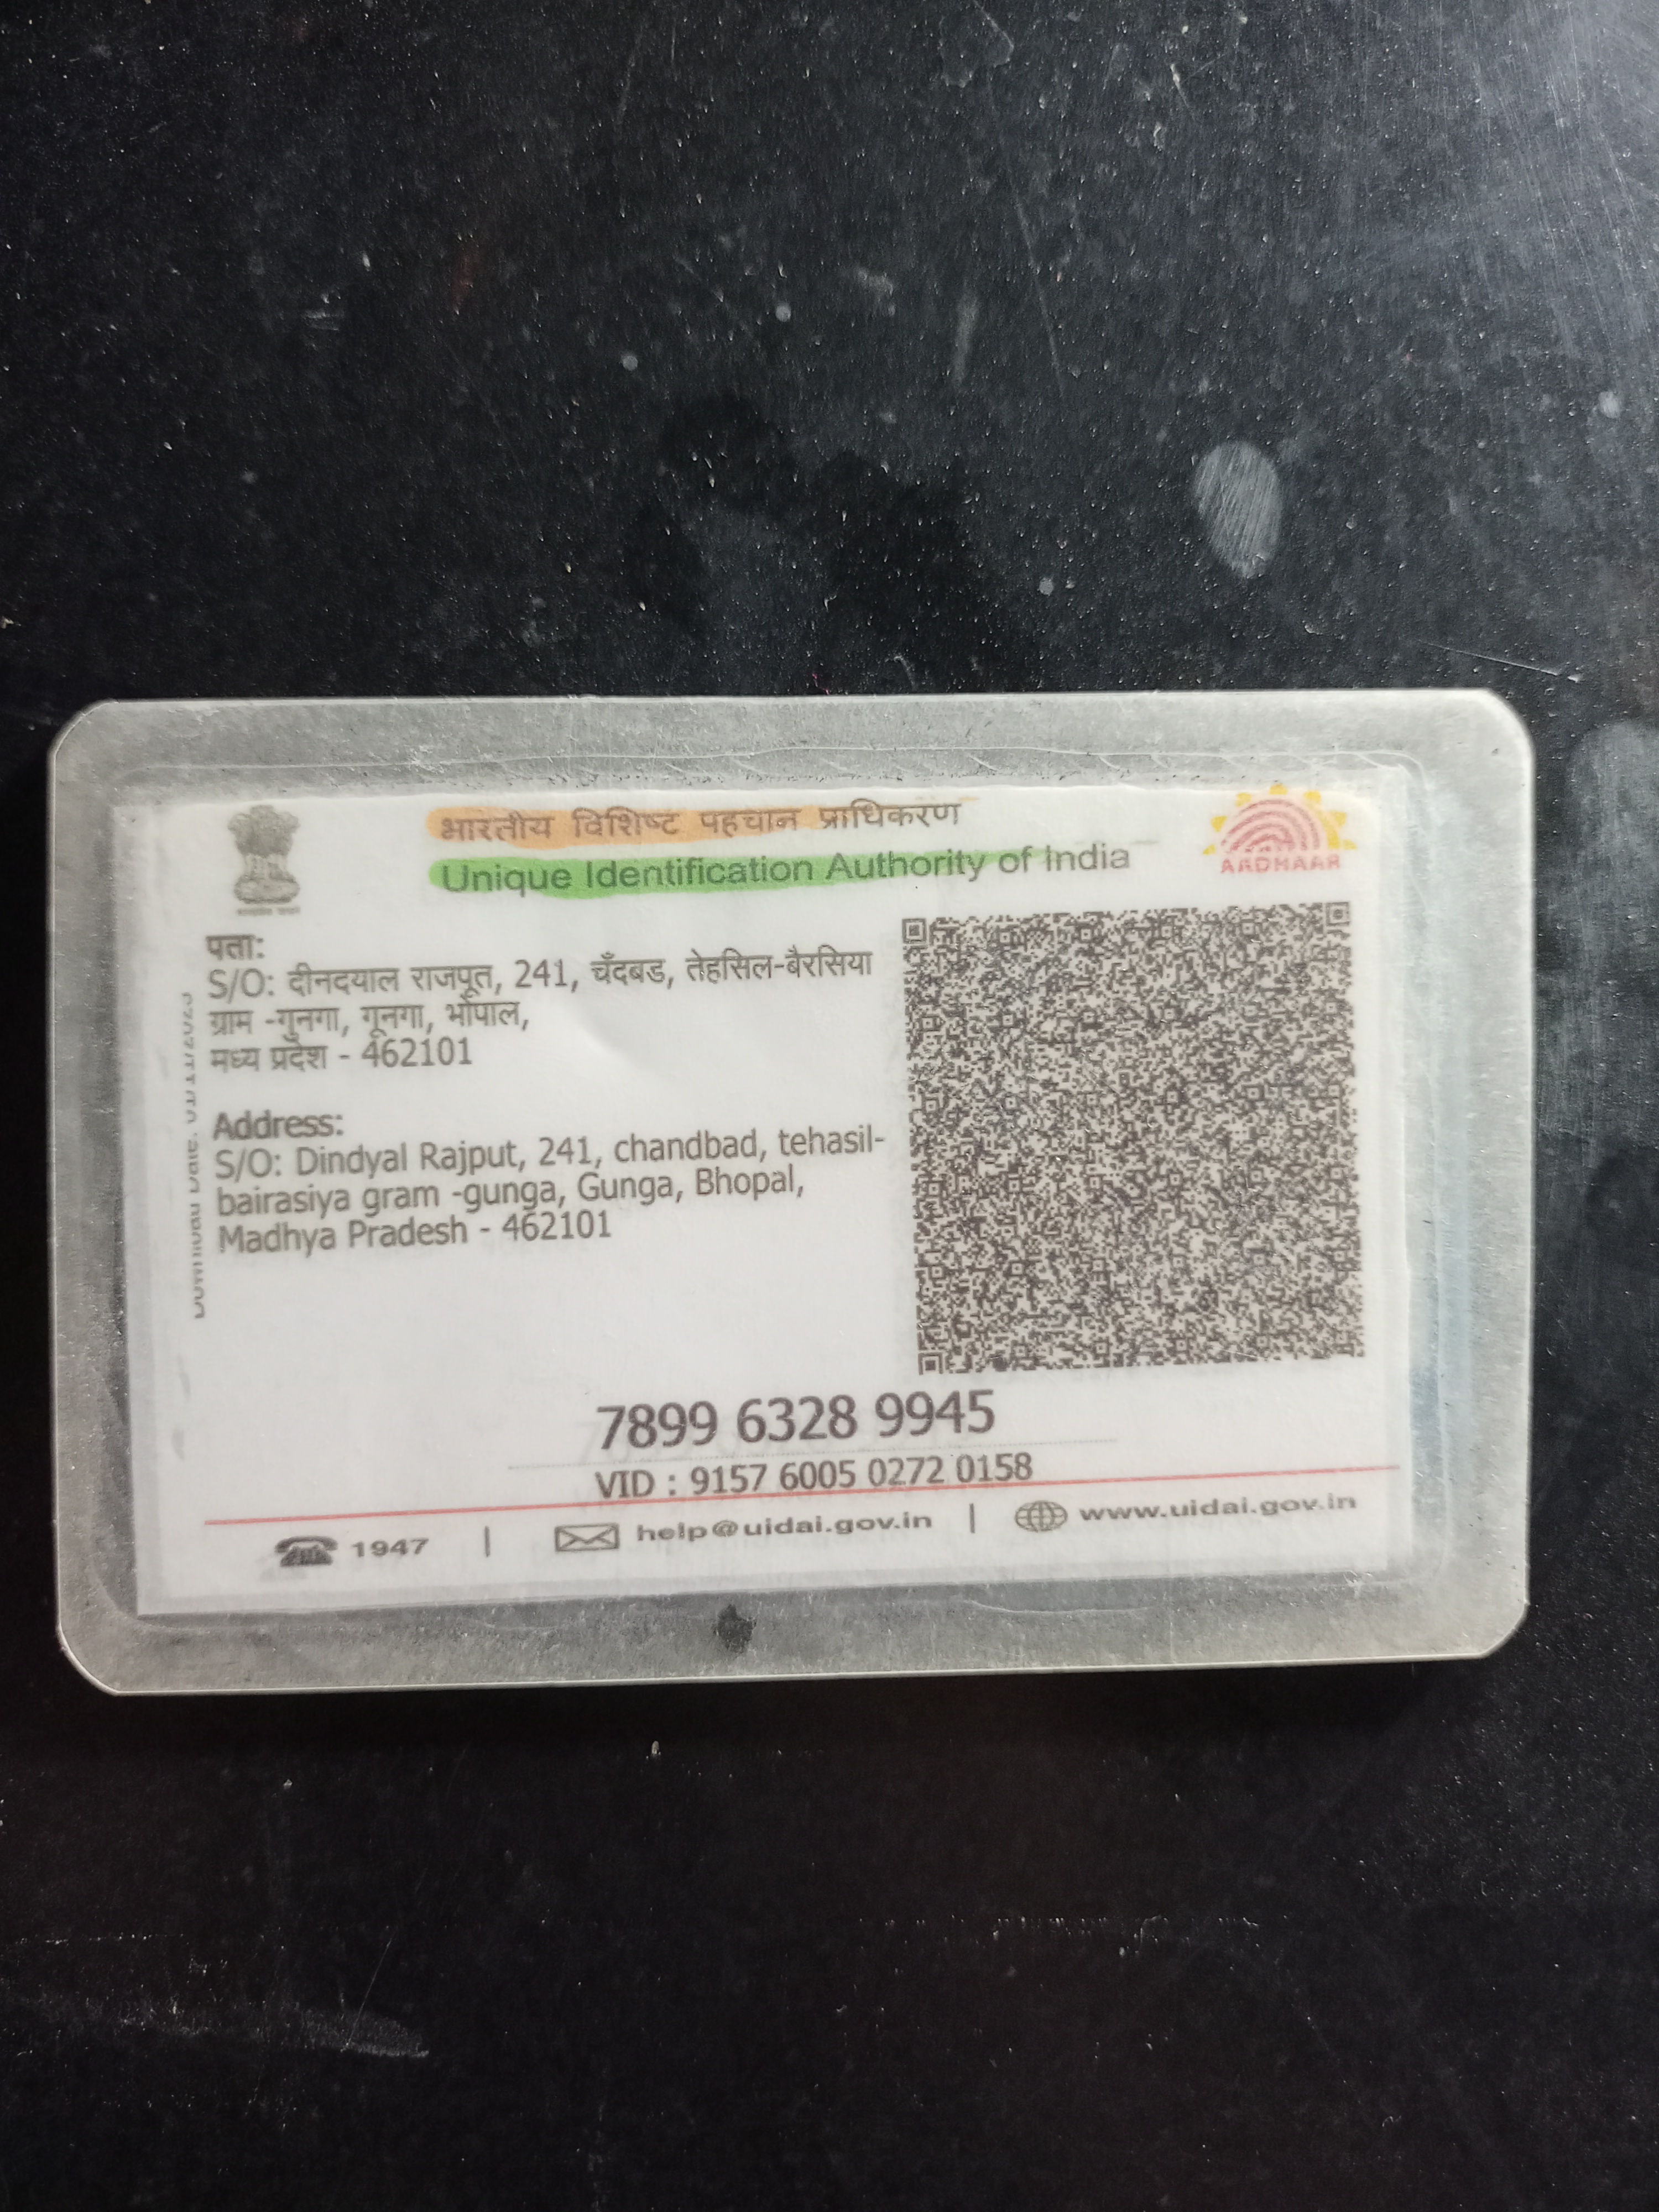 भारतीय विशिष्ट पहचान प्राधिकरण
Unique Identification Authority of India
AADHAAR
पता:
S/O: दीनदयाल राजपूत, 241, चँदबड, तेहसिल-बैरसिया
ग्राम -गुनगा, गूनगा, भोपाल,
मध्य प्रदेश - 462101
Address:
S/O: Dindyal Rajput, 241, chandbad, tehasil-
bairasiya gram -gunga, Gunga, Bhopal,
Madhya Pradesh - 462101
7899 6328 9945
VID : 9157 6005 0272 0158
1947 | help@uidai.gov.in | www.uidai.gov.in